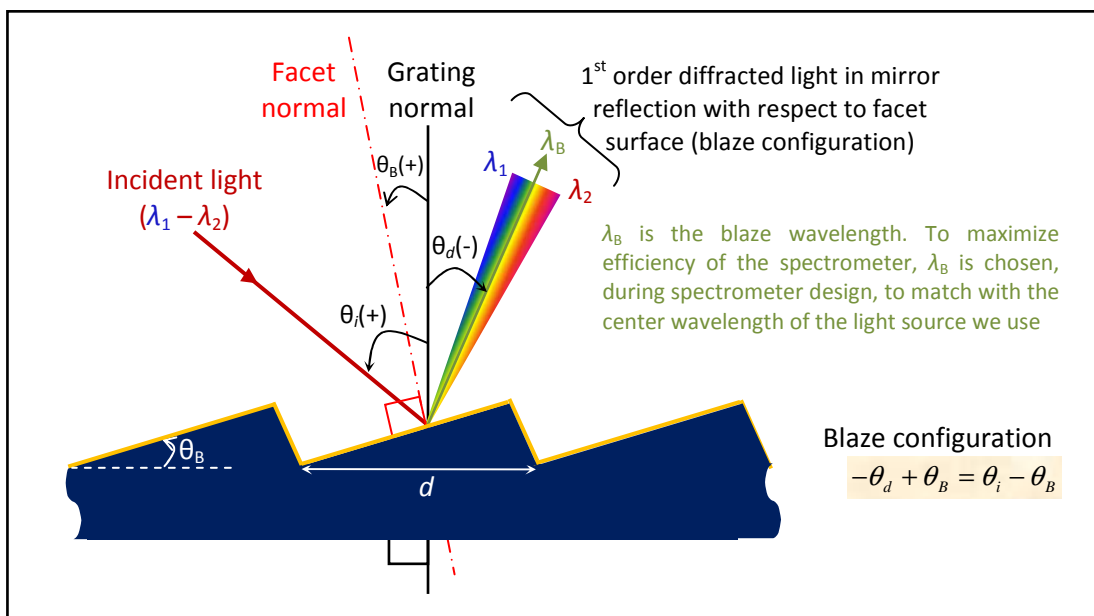 Facet
normal
Grating
normal
1st order diffracted light in mirror
reflection with respect to facet
surface (blaze configuration)
λB
λ1
λ2
θB(+)
Incident light
(λ1 – λ2)
θd(-)
λB is the blaze wavelength. To maximize
efficiency of the spectrometer, λB is chosen,
during spectrometer design, to match with the
center wavelength of the light source we use
θi(+)
θB
d
Blaze configuration
−θd + θB = θi − θB